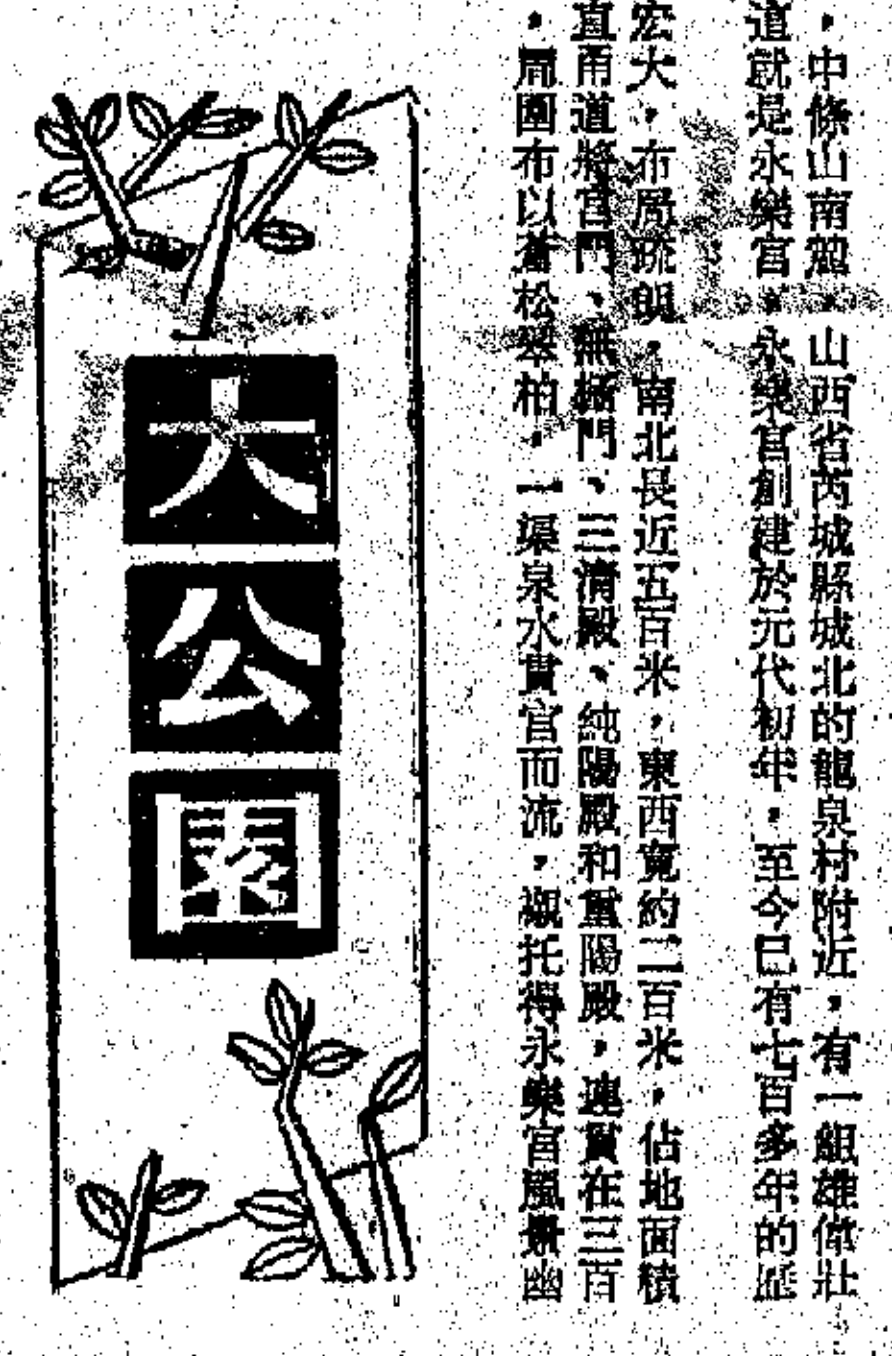 ，中條山南麓，山西省芮城縣城北的龍泉村附近，有一組雄偉壯
道就是永樂宮。永樂宮創建於元代初年，至今已有七百多年的歷
宏大，布局疏朗，南北長近五百米，東西寬約二百米，佔地面積
直甬道將宮門、無極門、三清殿、純陽殿和重陽殿，連貫在三百
，周圍布以蒼松翠柏，一渠泉水貫宮而流，襯托得永樂宮風景幽
大公園